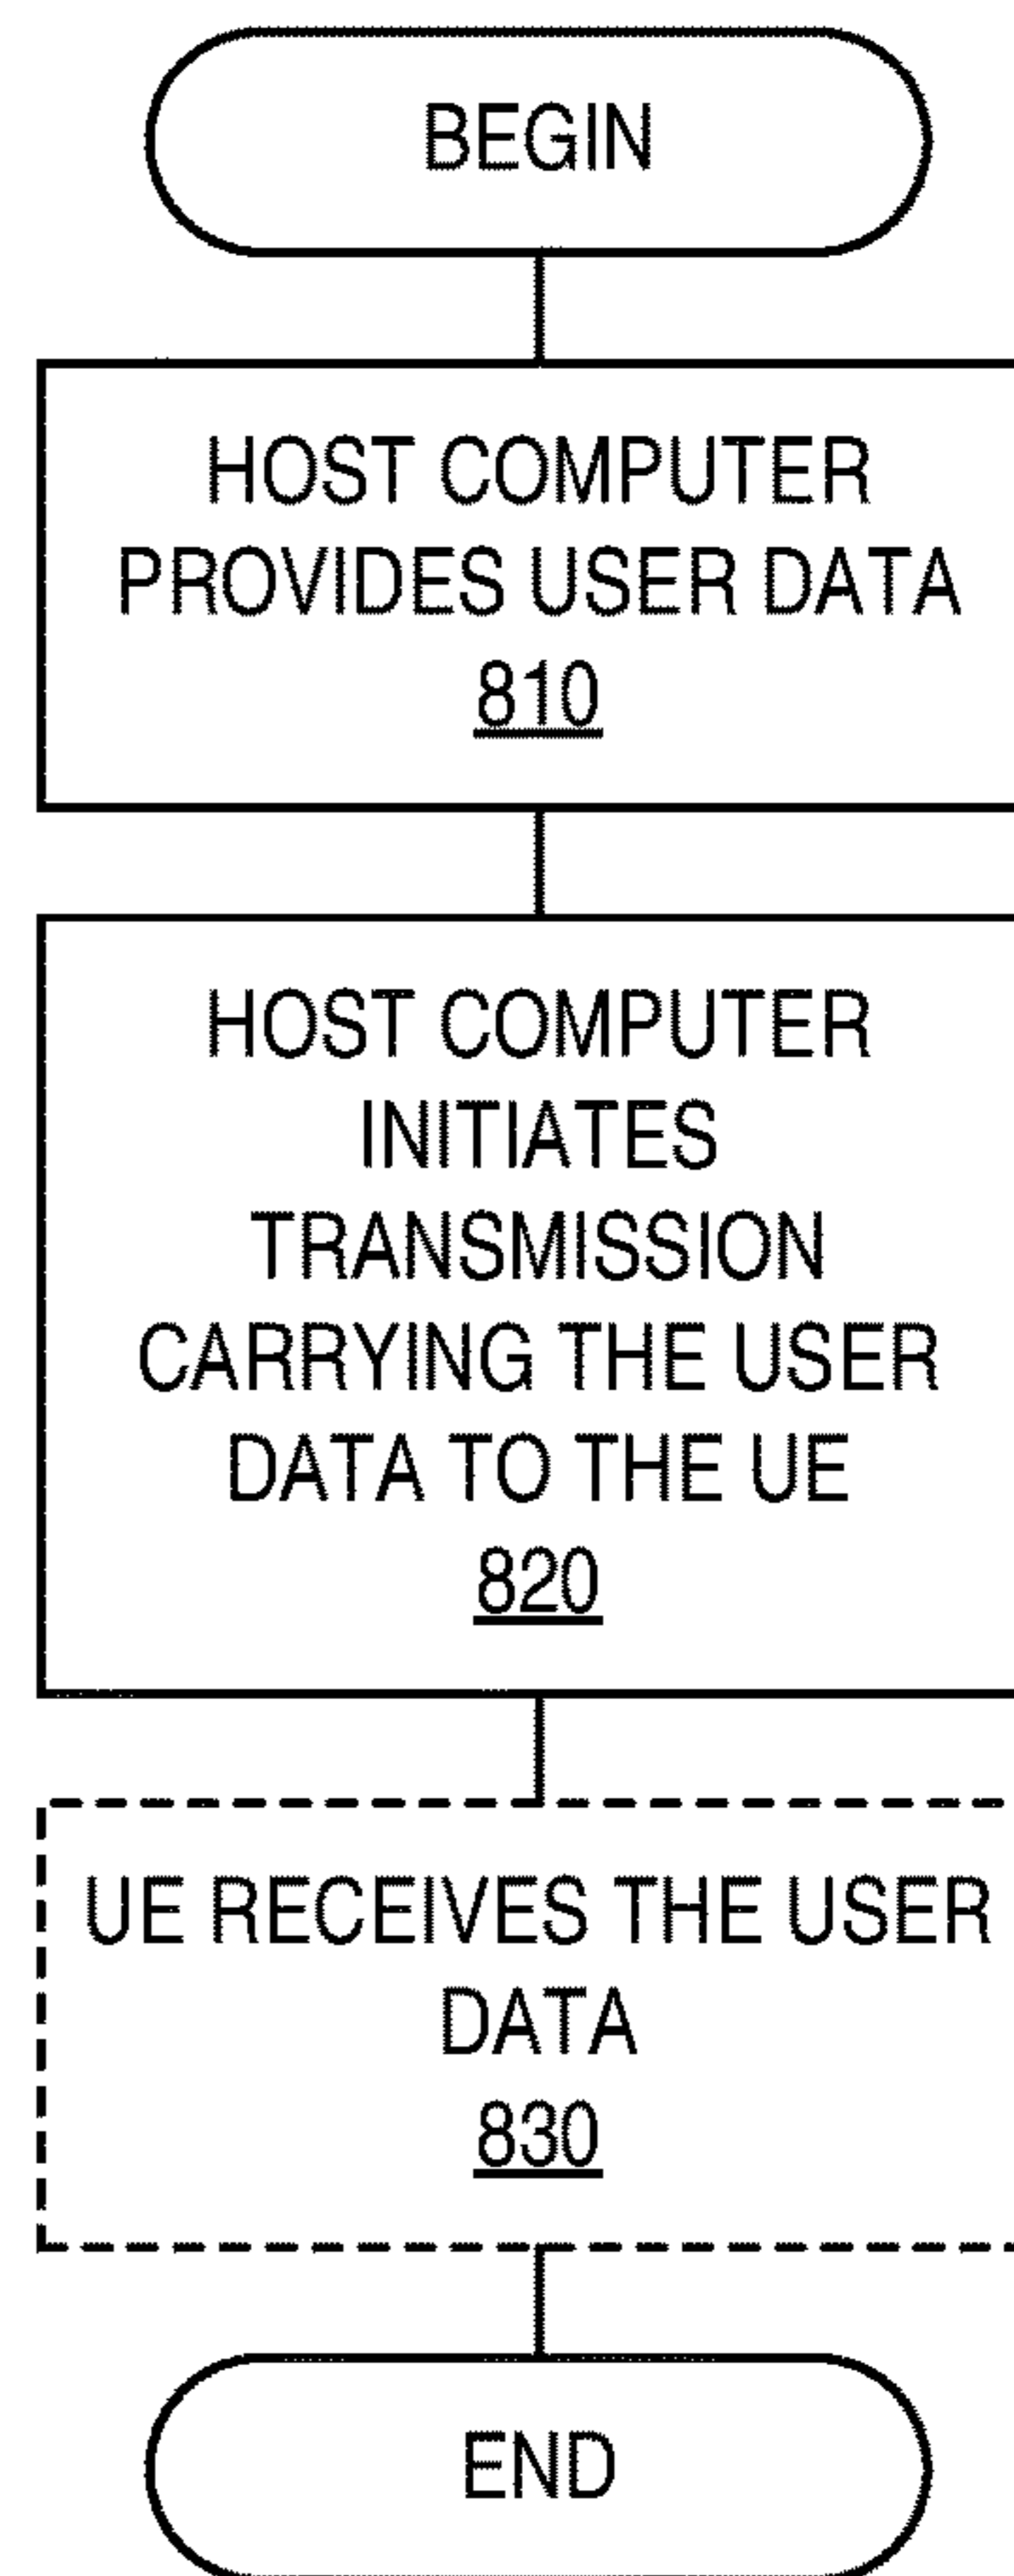 BEGIN
HOST COMPUTER
PROVIDES USER DATA
810
HOST COMPUTER
INITIATES
TRANSMISSION
CARRYING THE USER
DATA TO THE UE
820
UE RECEIVES THE USER
DATA
830
END